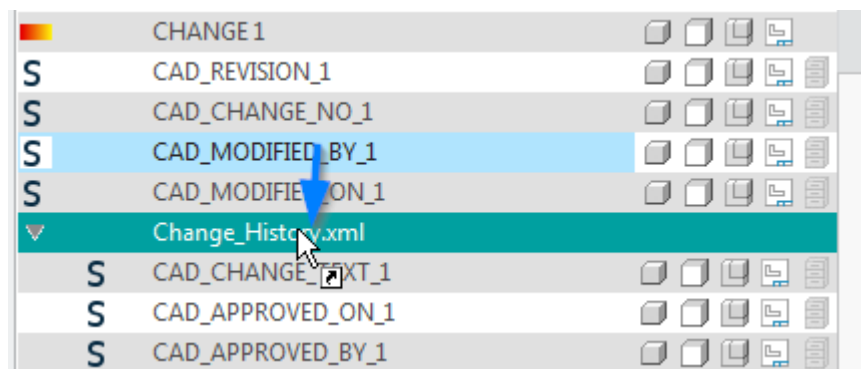 CHANGE 1
S CAD_REVISION_1
S CAD_CHANGE_NO_1
S CAD_MODIFIED_BY_1
S CAD_MODIFIED_ON_1
Change_History.xml
S CAD_CHANGE_TEXT_1
S CAD_APPROVED_ON_1
S CAD_APPROVED_BY_1